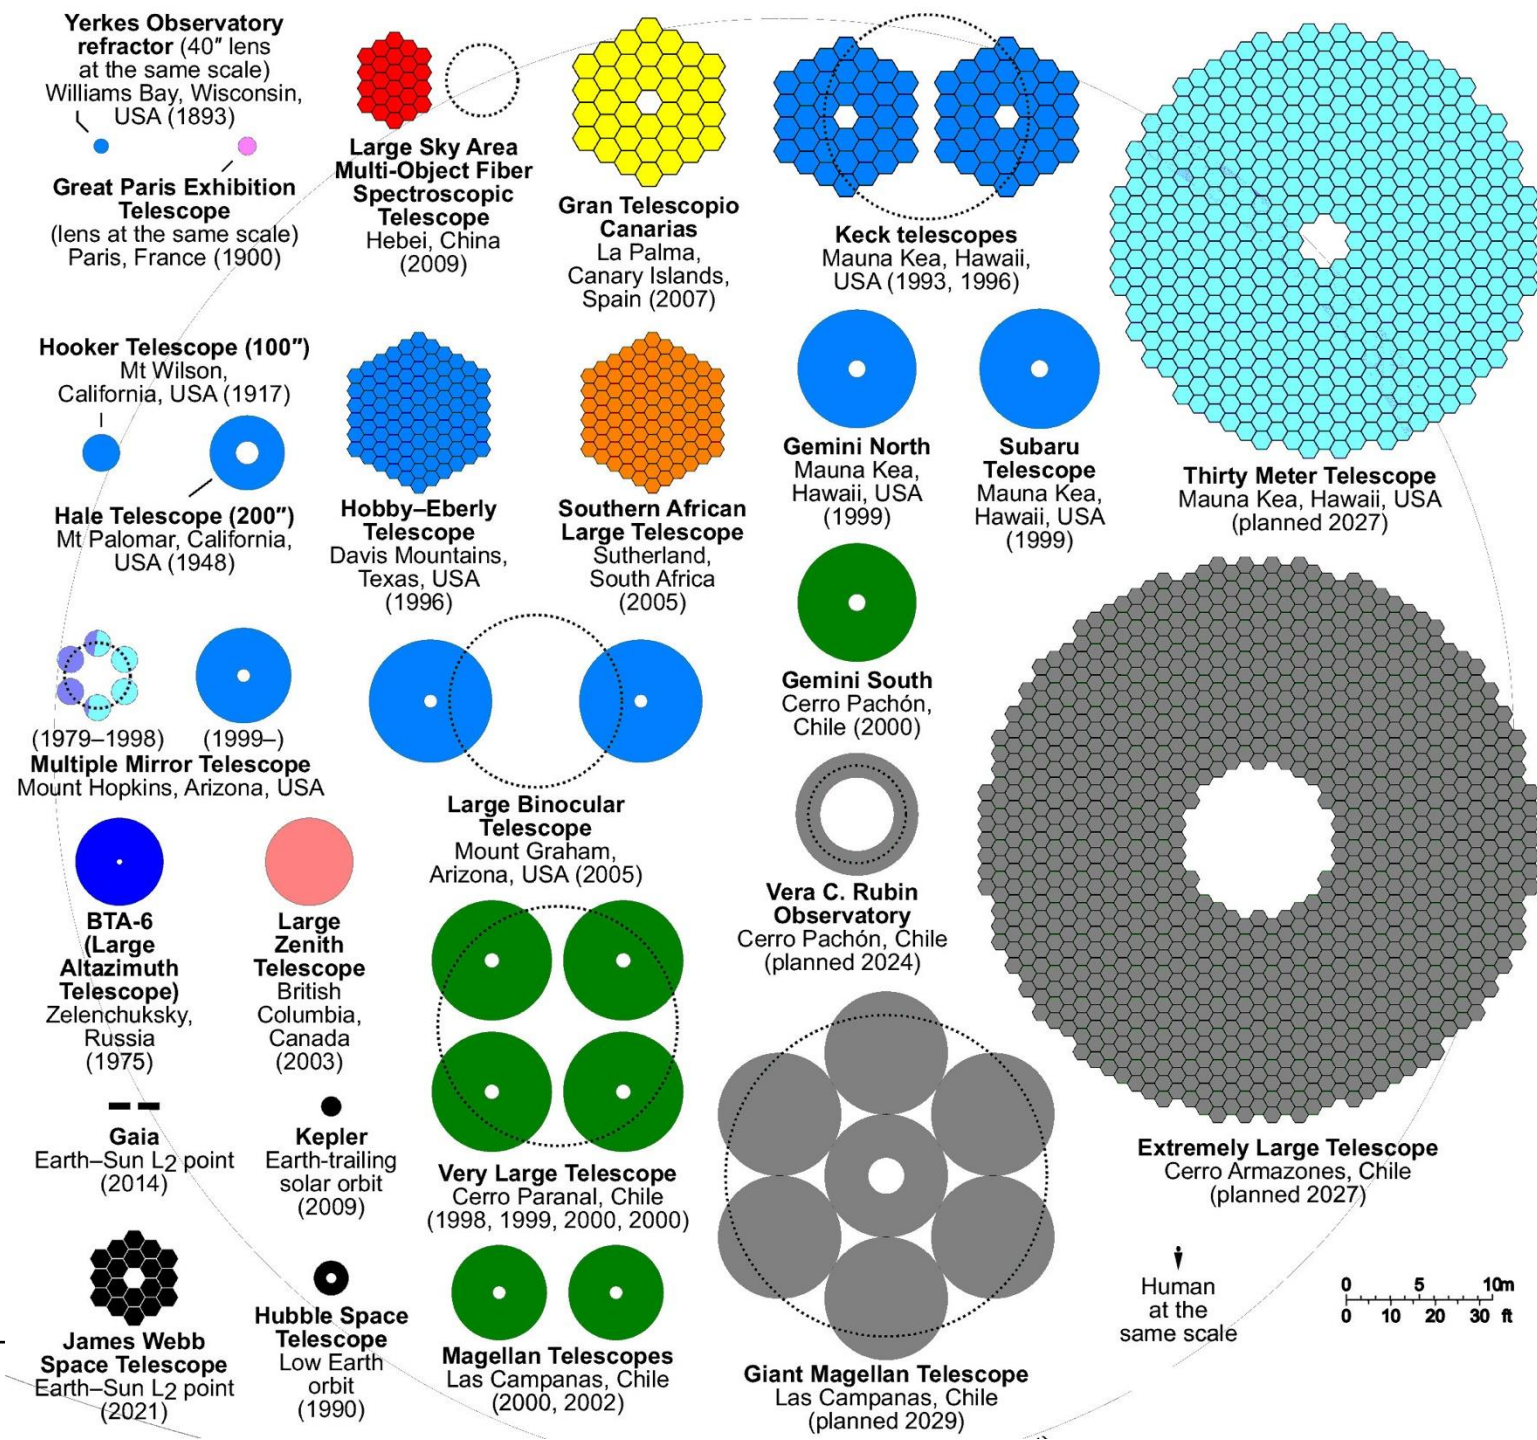 Yerkes Observatory
refractor (40″ lens
at the same scale)
Williams Bay, Wisconsin,
USA (1893)
Great Paris Exhibition
Telescope
(lens at the same scale)
Paris, France (1900)
Large Sky Area
Multi-Object Fiber
Spectroscopic
Telescope
Hebei, China
(2009)
Gran Telescopio
Canarias
La Palma,
Canary Islands,
Spain (2007)
Keck telescopes
Mauna Kea, Hawaii,
USA (1993, 1996)
Thirty Meter Telescope
Mauna Kea, Hawaii, USA
(planned 2027)
Hooker Telescope (100″)
Mt Wilson,
California, USA (1917)
Hale Telescope (200″)
Mt Palomar, California,
USA (1948)
Hobby–Eberly
Telescope
Davis Mountains,
Texas, USA
(1996)
Southern African
Large Telescope
Sutherland,
South Africa
(2005)
Gemini North
Mauna Kea,
Hawaii, USA
(1999)
Subaru
Telescope
Mauna Kea,
Hawaii, USA
(1999)
Gemini South
Cerro Pachón,
Chile (2000)
(1979–1998)
(1999–)
Multiple Mirror Telescope
Mount Hopkins, Arizona, USA
Large Binocular
Telescope
Mount Graham,
Arizona, USA (2005)
Vera C. Rubin
Observatory
Cerro Pachón, Chile
(planned 2024)
BTA-6
(Large
Altazimuth
Telescope)
Zelenchuksky,
Russia
(1975)
Large
Zenith
Telescope
British
Columbia,
Canada
(2003)
Very Large Telescope
Cerro Paranal, Chile
(1998, 1999, 2000, 2000)
Extremely Large Telescope
Cerro Armazones, Chile
(planned 2027)
Gaia
Earth–Sun L2 point
(2014)
Kepler
Earth-trailing
solar orbit
(2009)
James Webb
Space Telescope
Earth–Sun L2 point
(2021)
Hubble Space
Telescope
Low Earth
orbit
(1990)
Magellan Telescopes
Las Campanas, Chile
(2000, 2002)
Giant Magellan Telescope
Las Campanas, Chile
(planned 2029)
Human
at the
same scale
0 5 10m
0 10 20 30 ft